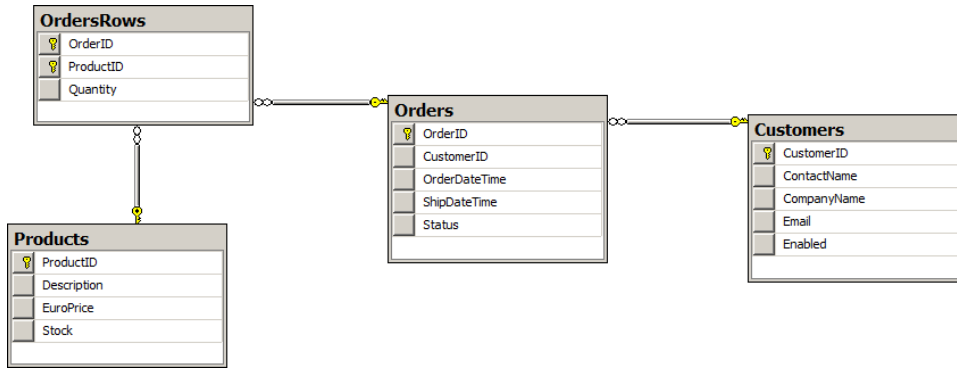 OrdersRows
OrderID
ProductID
Quantity
Orders
OrderID
CustomerID
OrderDateTime
ShipDateTime
Status
Customers
CustomerID
ContactName
CompanyName
Email
Enabled
Products
ProductID
Description
EuroPrice
Stock